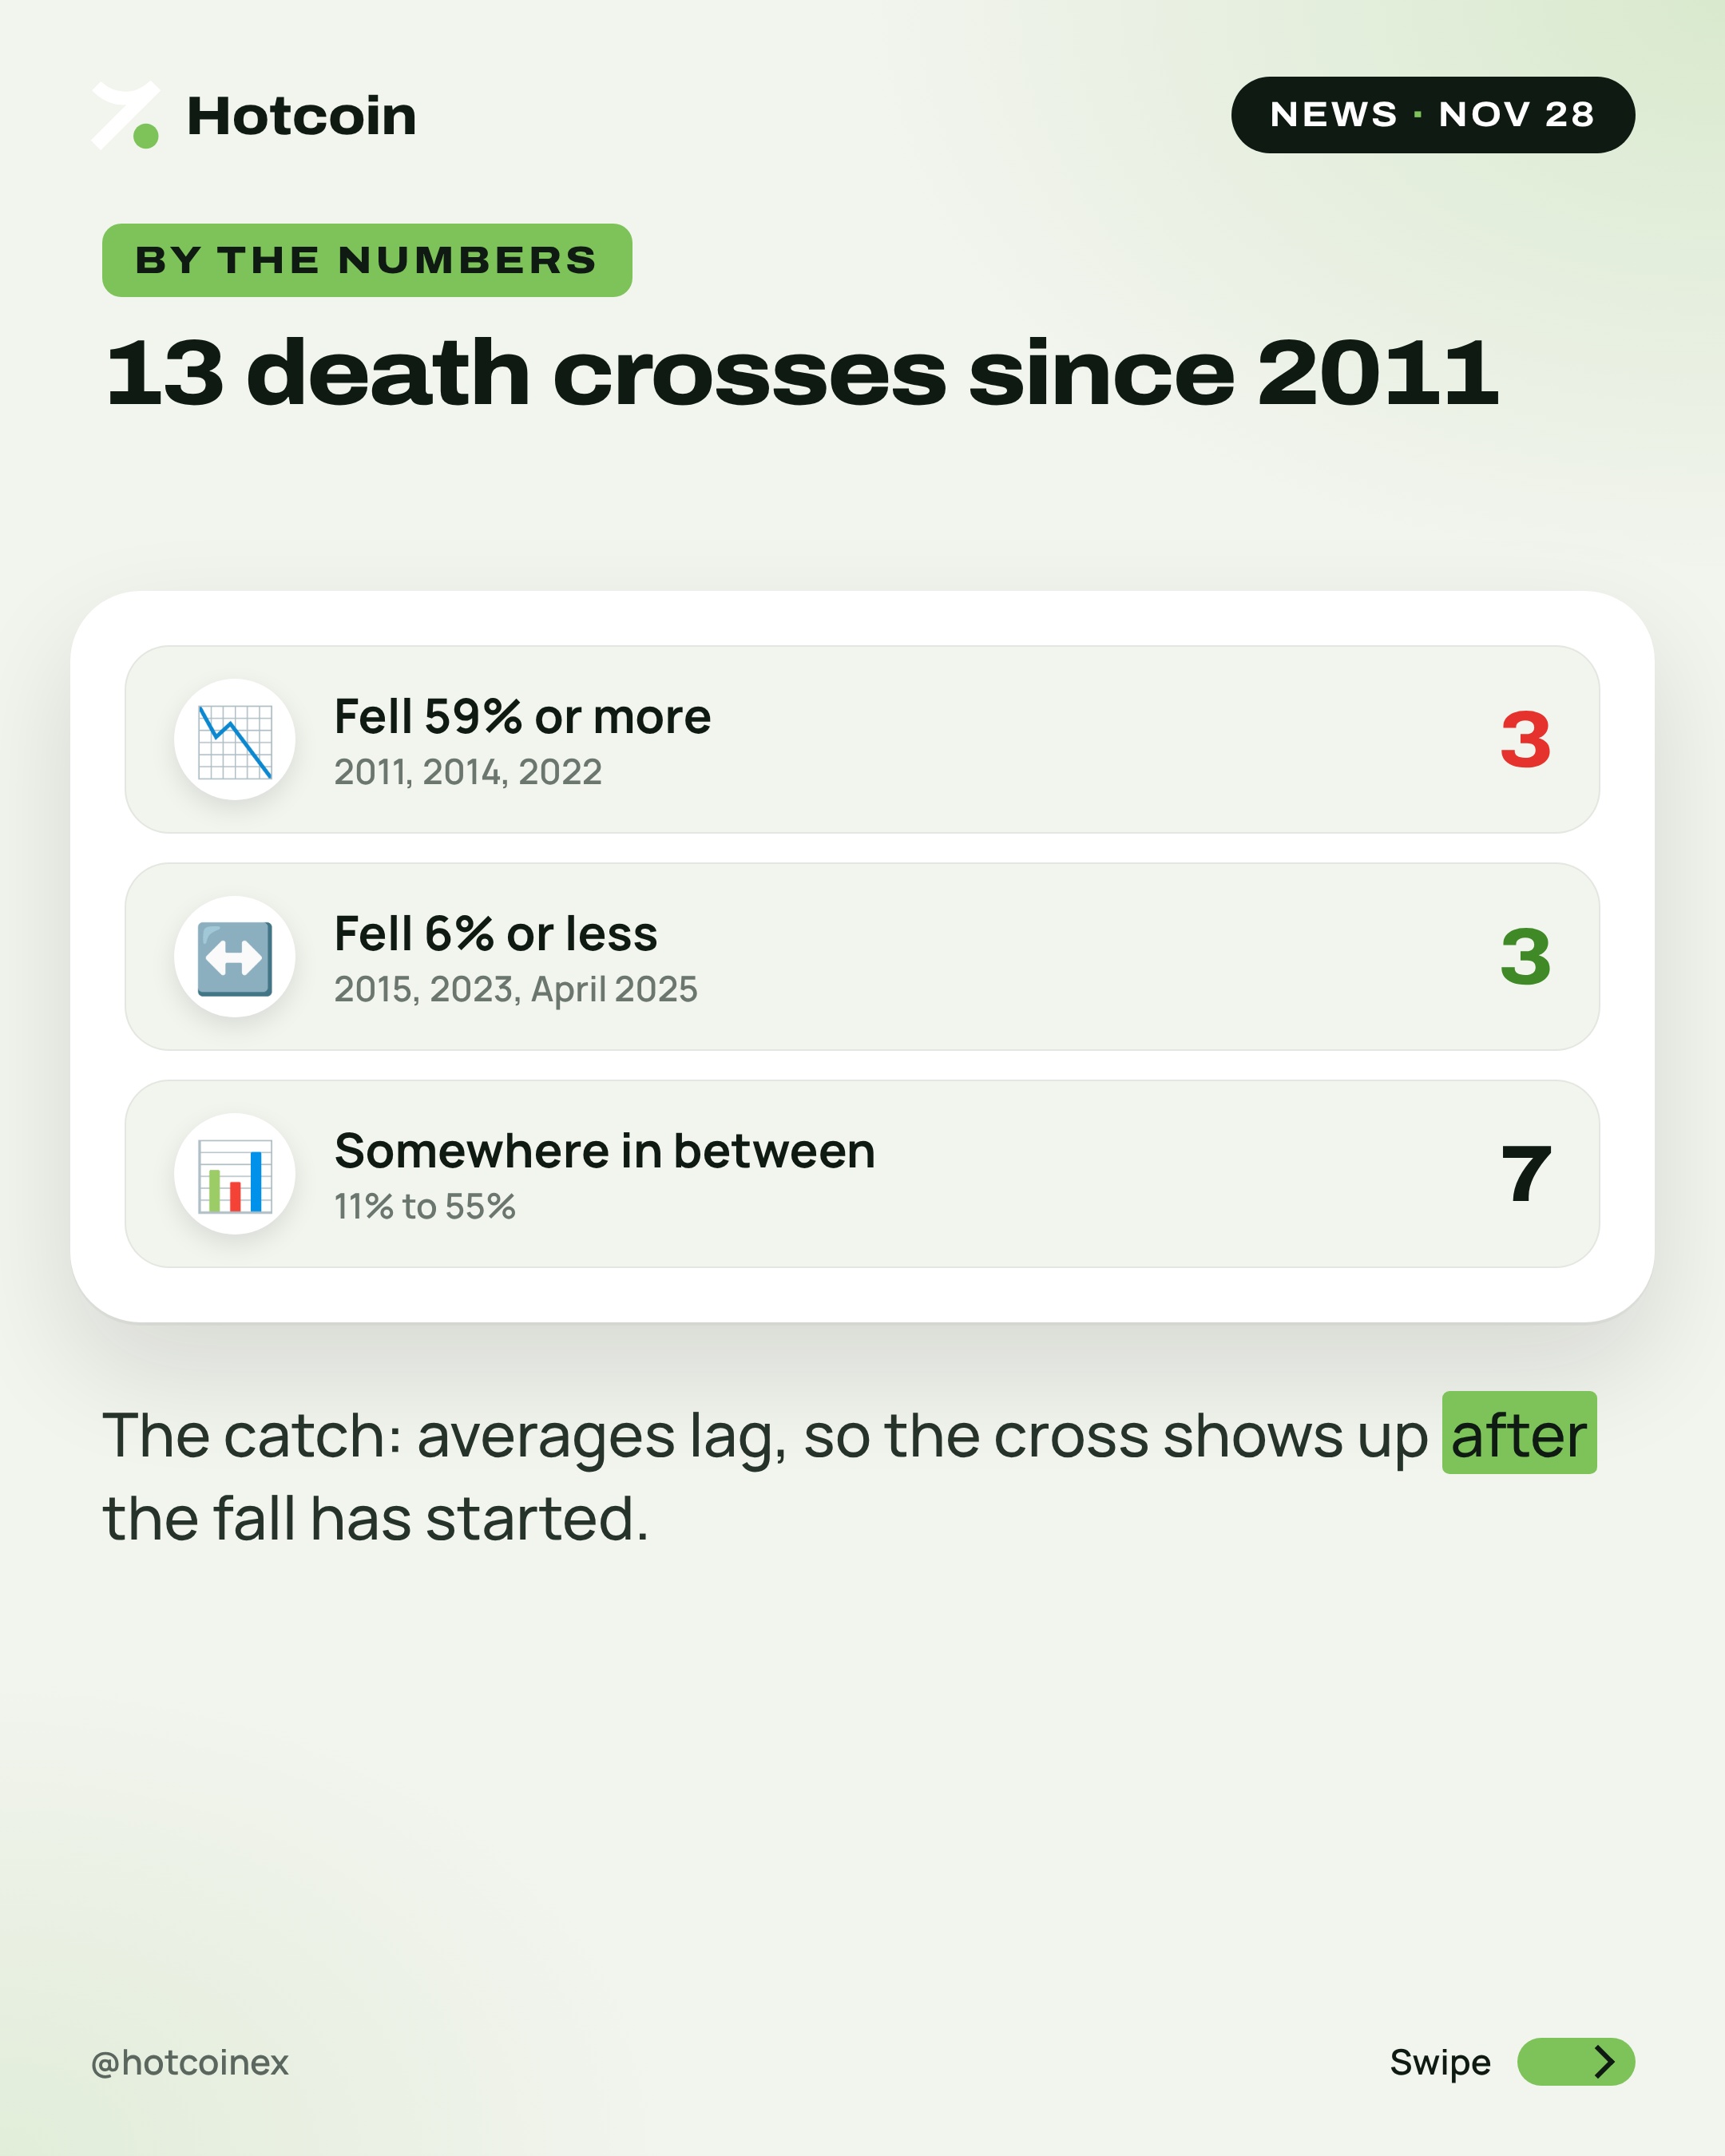 Hotcoin
NEWS · NOV 28
BY THE NUMBERS
13 death crosses since 2011
Fell 59% or more
2011, 2014, 2022
3
Fell 6% or less
2015, 2023, April 2025
3
Somewhere in between
11% to 55%
7
The catch: averages lag, so the cross shows up after
the fall has started.
@hotcoinex
Swipe